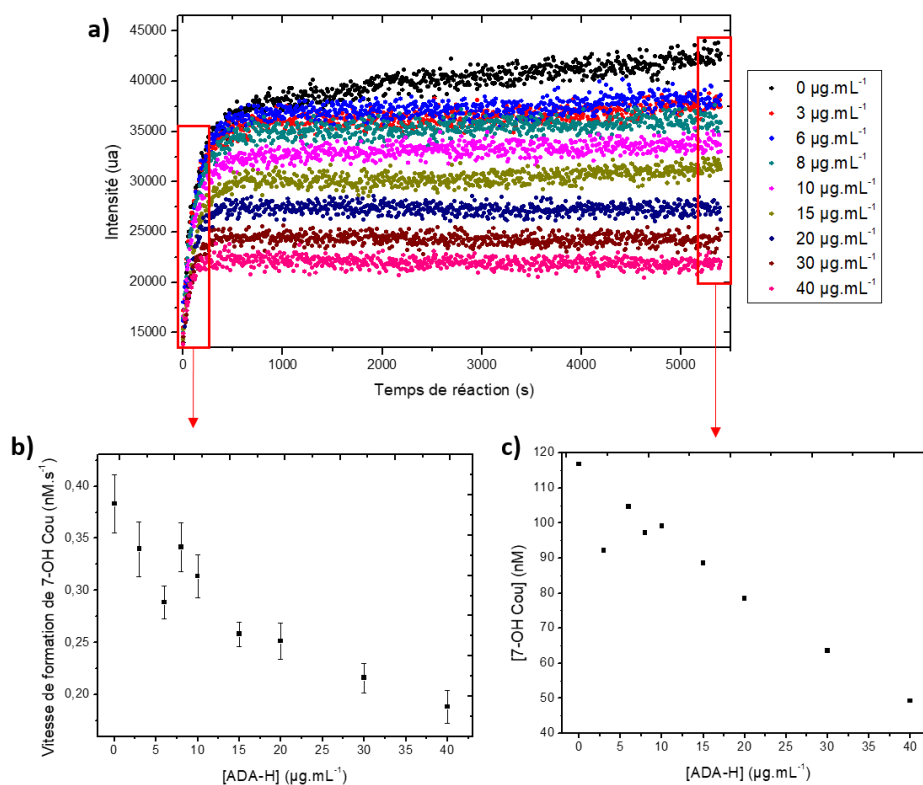 a)
45000
40000
35000
30000
25000
20000
15000
Intensité (ua)
0
1000
2000
3000
4000
5000
Temps de réaction (s)
0 µg.mL⁻¹
3 µg.mL⁻¹
6 µg.mL⁻¹
8 µg.mL⁻¹
10 µg.mL⁻¹
15 µg.mL⁻¹
20 µg.mL⁻¹
30 µg.mL⁻¹
40 µg.mL⁻¹
b)
Vitesse de formation de 7-OH Cou (nM.s⁻¹)
0,40
0,35
0,30
0,25
0,20
0
5
10
15
20
25
30
35
40
[ADA-H] (µg.mL⁻¹)
c)
[7-OH Cou] (nM)
120
110
100
90
80
70
60
50
40
0
5
10
15
20
25
30
35
40
[ADA-H] (µg.mL⁻¹)